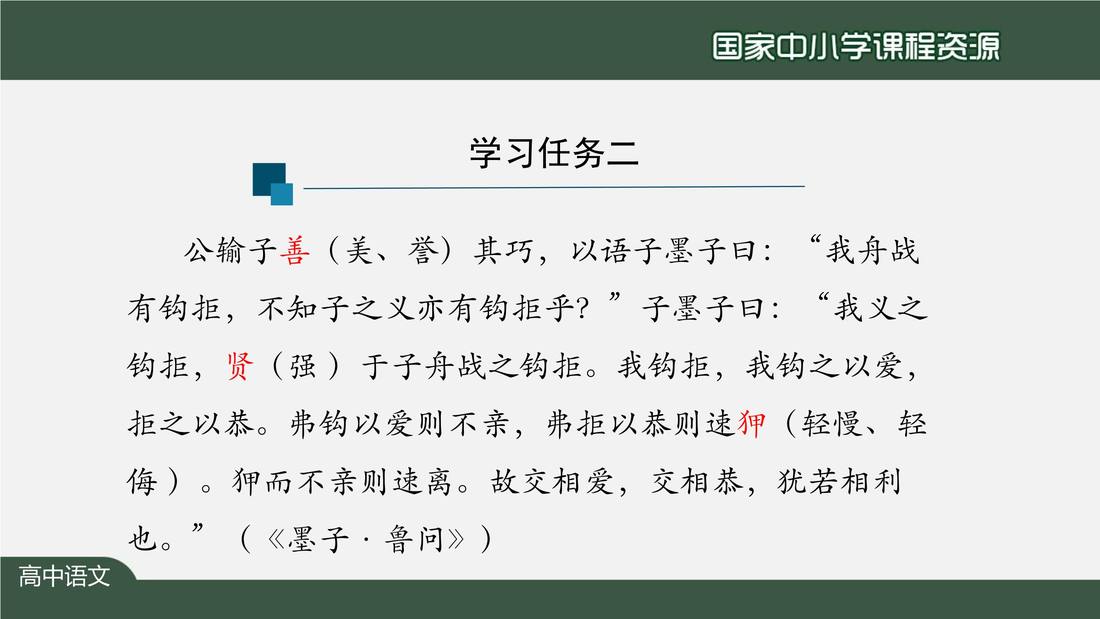 国家中小学课程资源
学习任务二
公输子善（美、誉）其巧，以语子墨子曰：“我舟战
有钩拒，不知子之义亦有钩拒乎？”子墨子曰：“我义之
钩拒，贤（强 ）于子舟战之钩拒。我钩拒，我钩之以爱，
拒之以恭。弗钩以爱则不亲，弗拒以恭则速狎（轻慢、轻
侮 ）。狎而不亲则速离。故交相爱，交相恭，犹若相利
也。”（《墨子·鲁问》）
高中语文